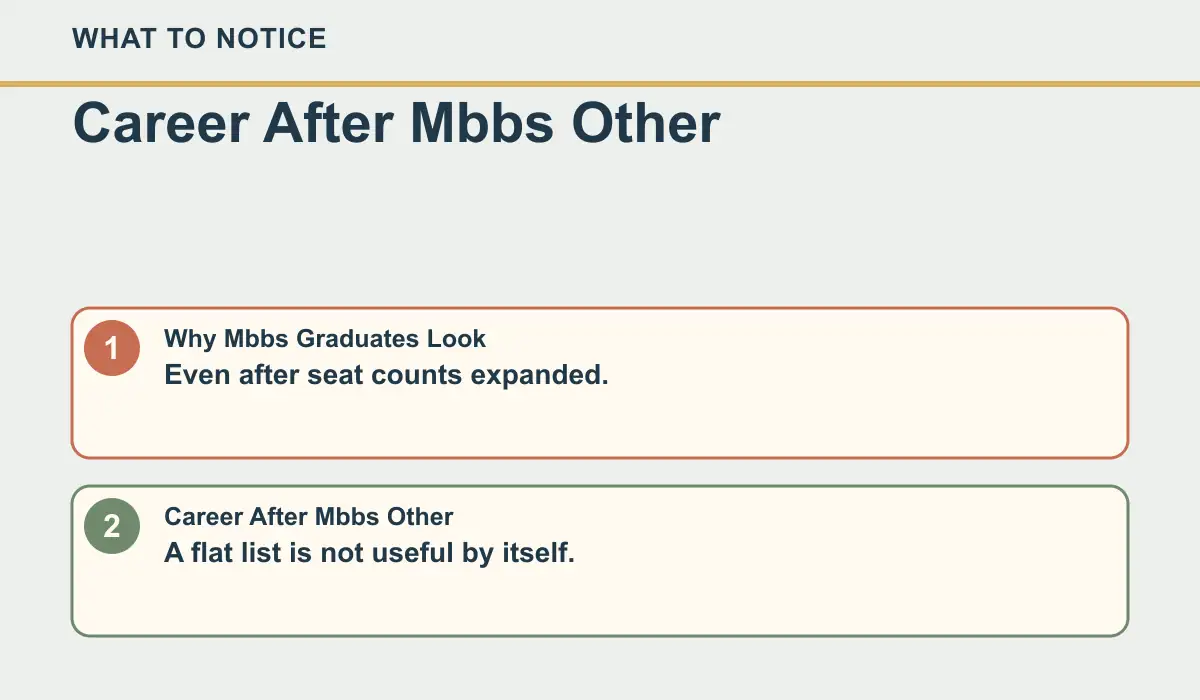 WHAT TO NOTICE
Career After Mbbs Other
1
Why Mbbs Graduates Look
Even after seat counts expanded.
2
Career After Mbbs Other
A flat list is not useful by itself.